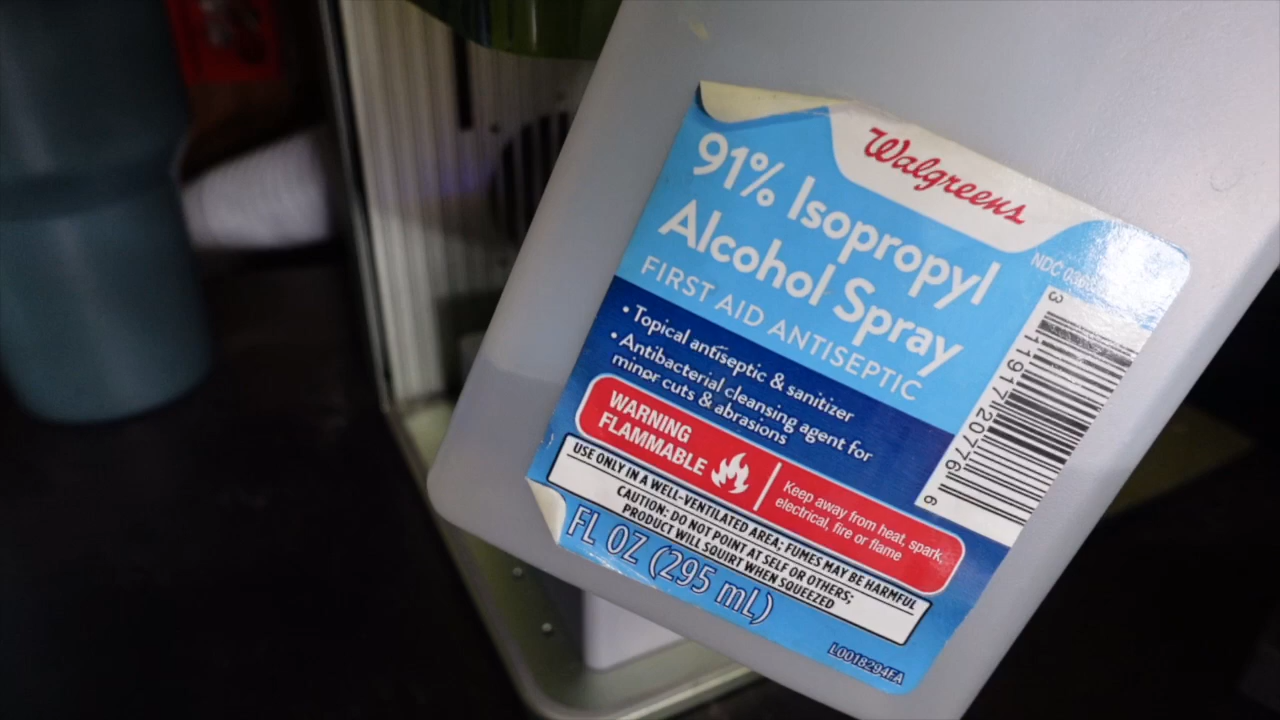 Walgreens
91% Isopropyl
Alcohol Spray
FIRST AID ANTISEPTIC
• Topical antiseptic & sanitizer
• Antibacterial cleansing agent for
minor cuts & abrasions
WARNING
FLAMMABLE
Keep away from heat, spark,
electrical, fire or flame
USE ONLY IN A WELL-VENTILATED AREA; FUMES MAY BE HARMFUL
CAUTION: DO NOT POINT AT SELF OR OTHERS;
PRODUCT WILL SQUIRT WHEN SQUEEZED
FL OZ (295 mL)
L0018294FA
NDC
3 11917 20776 6